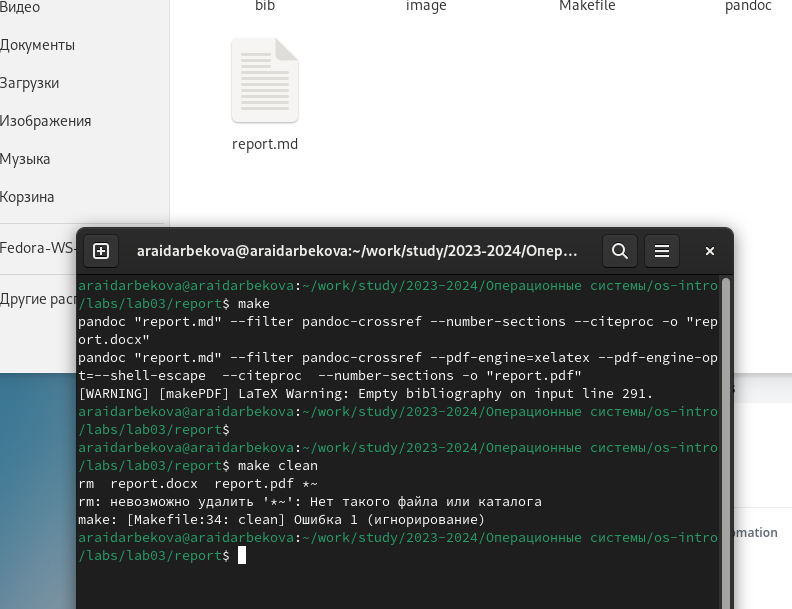 Видео
bib
image
Makefile
pandoc
Документы
Загрузки
Изображения
Музыка
Корзина
report.md
Fedora-WS-
Другие
araidarbekova@araidarbekova:~/work/study/2023-2024/Опер...
araidarbekova@araidarbekova:~/work/study/2023-2024/Операционные системы/os-intro
/labs/lab03/report$ make
pandoc "report.md" --filter pandoc-crossref --number-sections --citeproc -o "rep
ort.docx"
pandoc "report.md" --filter pandoc-crossref --pdf-engine=xelatex --pdf-engine-op
t=--shell-escape  --citeproc  --number-sections -o "report.pdf"
[WARNING] [makePDF] LaTeX Warning: Empty bibliography on input line 291.
araidarbekova@araidarbekova:~/work/study/2023-2024/Операционные системы/os-intro
/labs/lab03/report$
araidarbekova@araidarbekova:~/work/study/2023-2024/Операционные системы/os-intro
/labs/lab03/report$ make clean
rm  report.docx  report.pdf *~
rm: невозможно удалить '*~': Нет такого файла или каталога
make: [Makefile:34: clean] Ошибка 1 (игнорирование)
araidarbekova@araidarbekova:~/work/study/2023-2024/Операционные системы/os-intro
/labs/lab03/report$